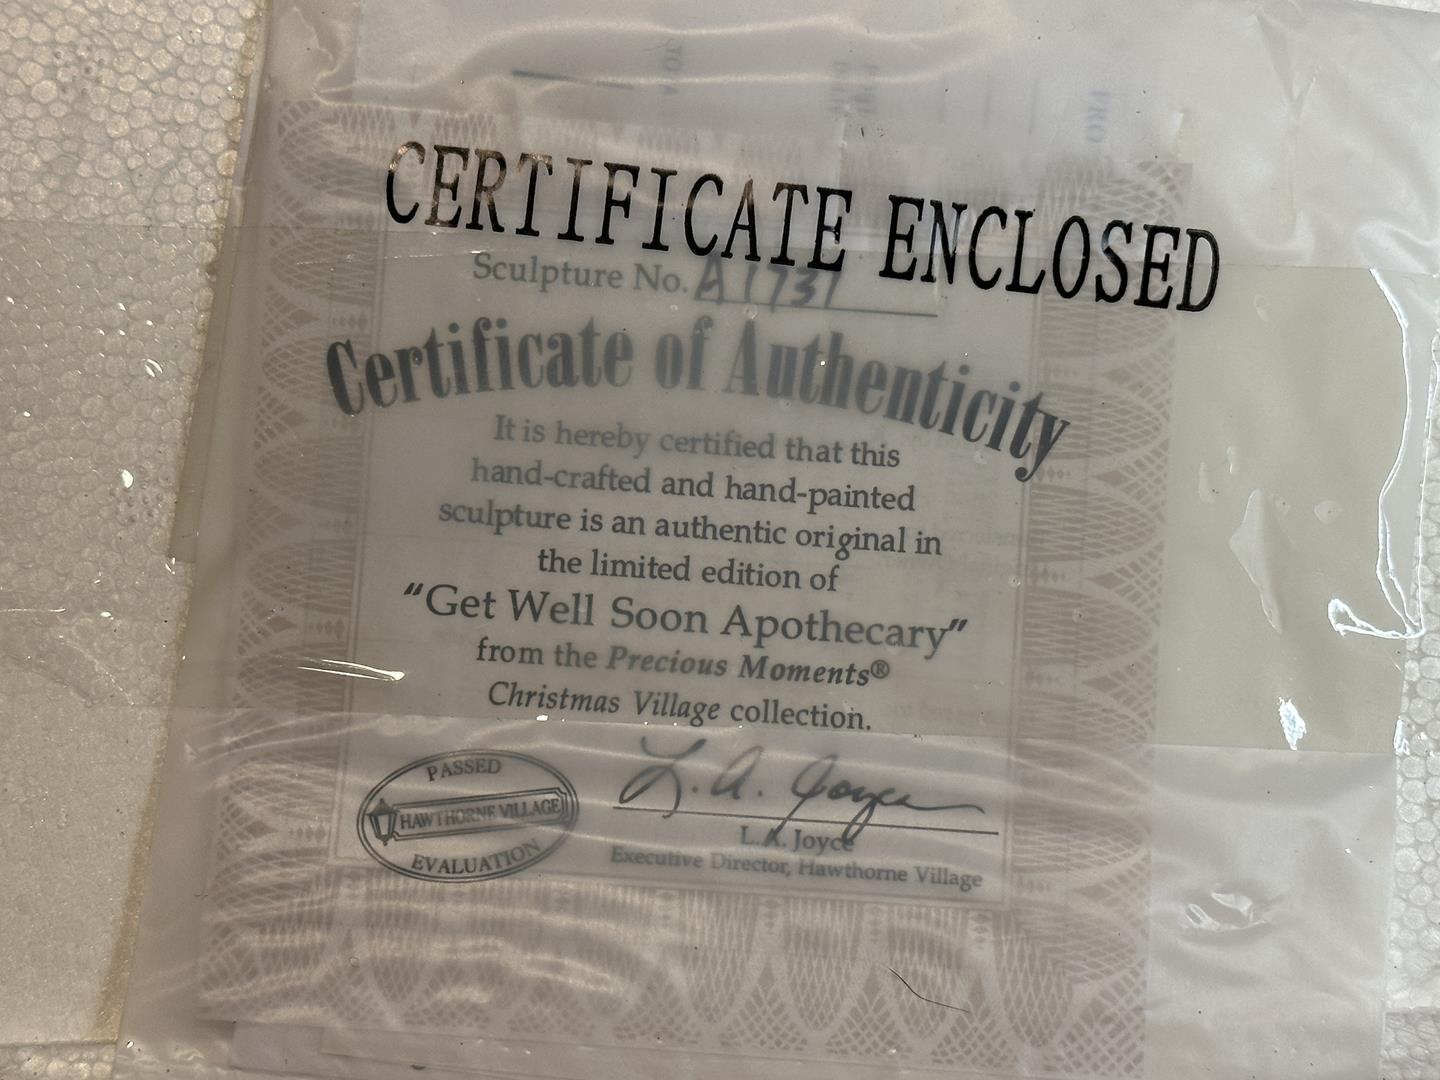 CERTIFICATE ENCLOSED
Sculpture No. A1731
Certificate of Authenticity
It is hereby certified that this
hand-crafted and hand-painted
sculpture is an authentic original in
the limited edition of
“Get Well Soon Apothecary”
from the Precious Moments®
Christmas Village collection.
PASSED
HAWTHORNE VILLAGE
EVALUATION
L. A. Joyce
L. A. Joyce
Executive Director, Hawthorne Village